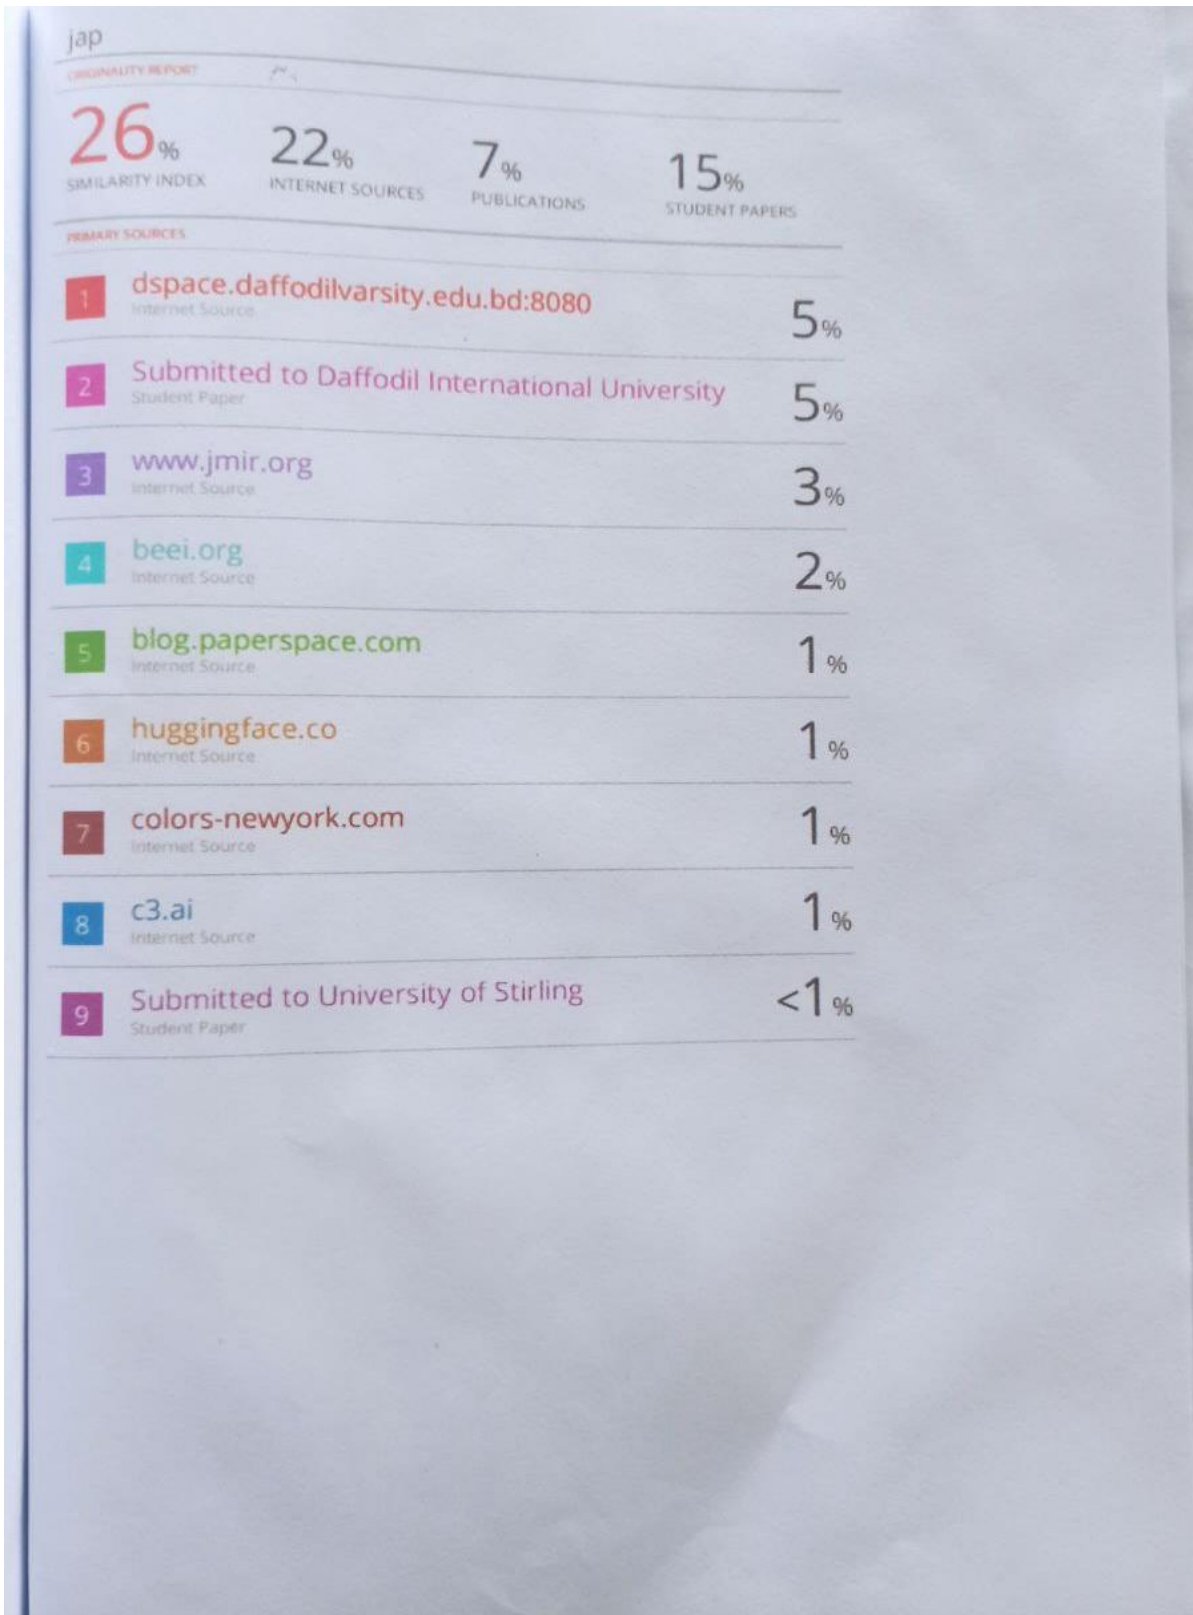 jap
ORIGINALITY REPORT
26%
SIMILARITY INDEX
22%
INTERNET SOURCES
7%
PUBLICATIONS
15%
STUDENT PAPERS
PRIMARY SOURCES
1
dspace.daffodilvarsity.edu.bd:8080
Internet Source
5%
2
Submitted to Daffodil International University
Student Paper
5%
3
www.jmir.org
Internet Source
3%
4
beei.org
Internet Source
2%
5
blog.paperspace.com
Internet Source
1%
6
huggingface.co
Internet Source
1%
7
colors-newyork.com
Internet Source
1%
8
c3.ai
Internet Source
1%
9
Submitted to University of Stirling
Student Paper
<1%